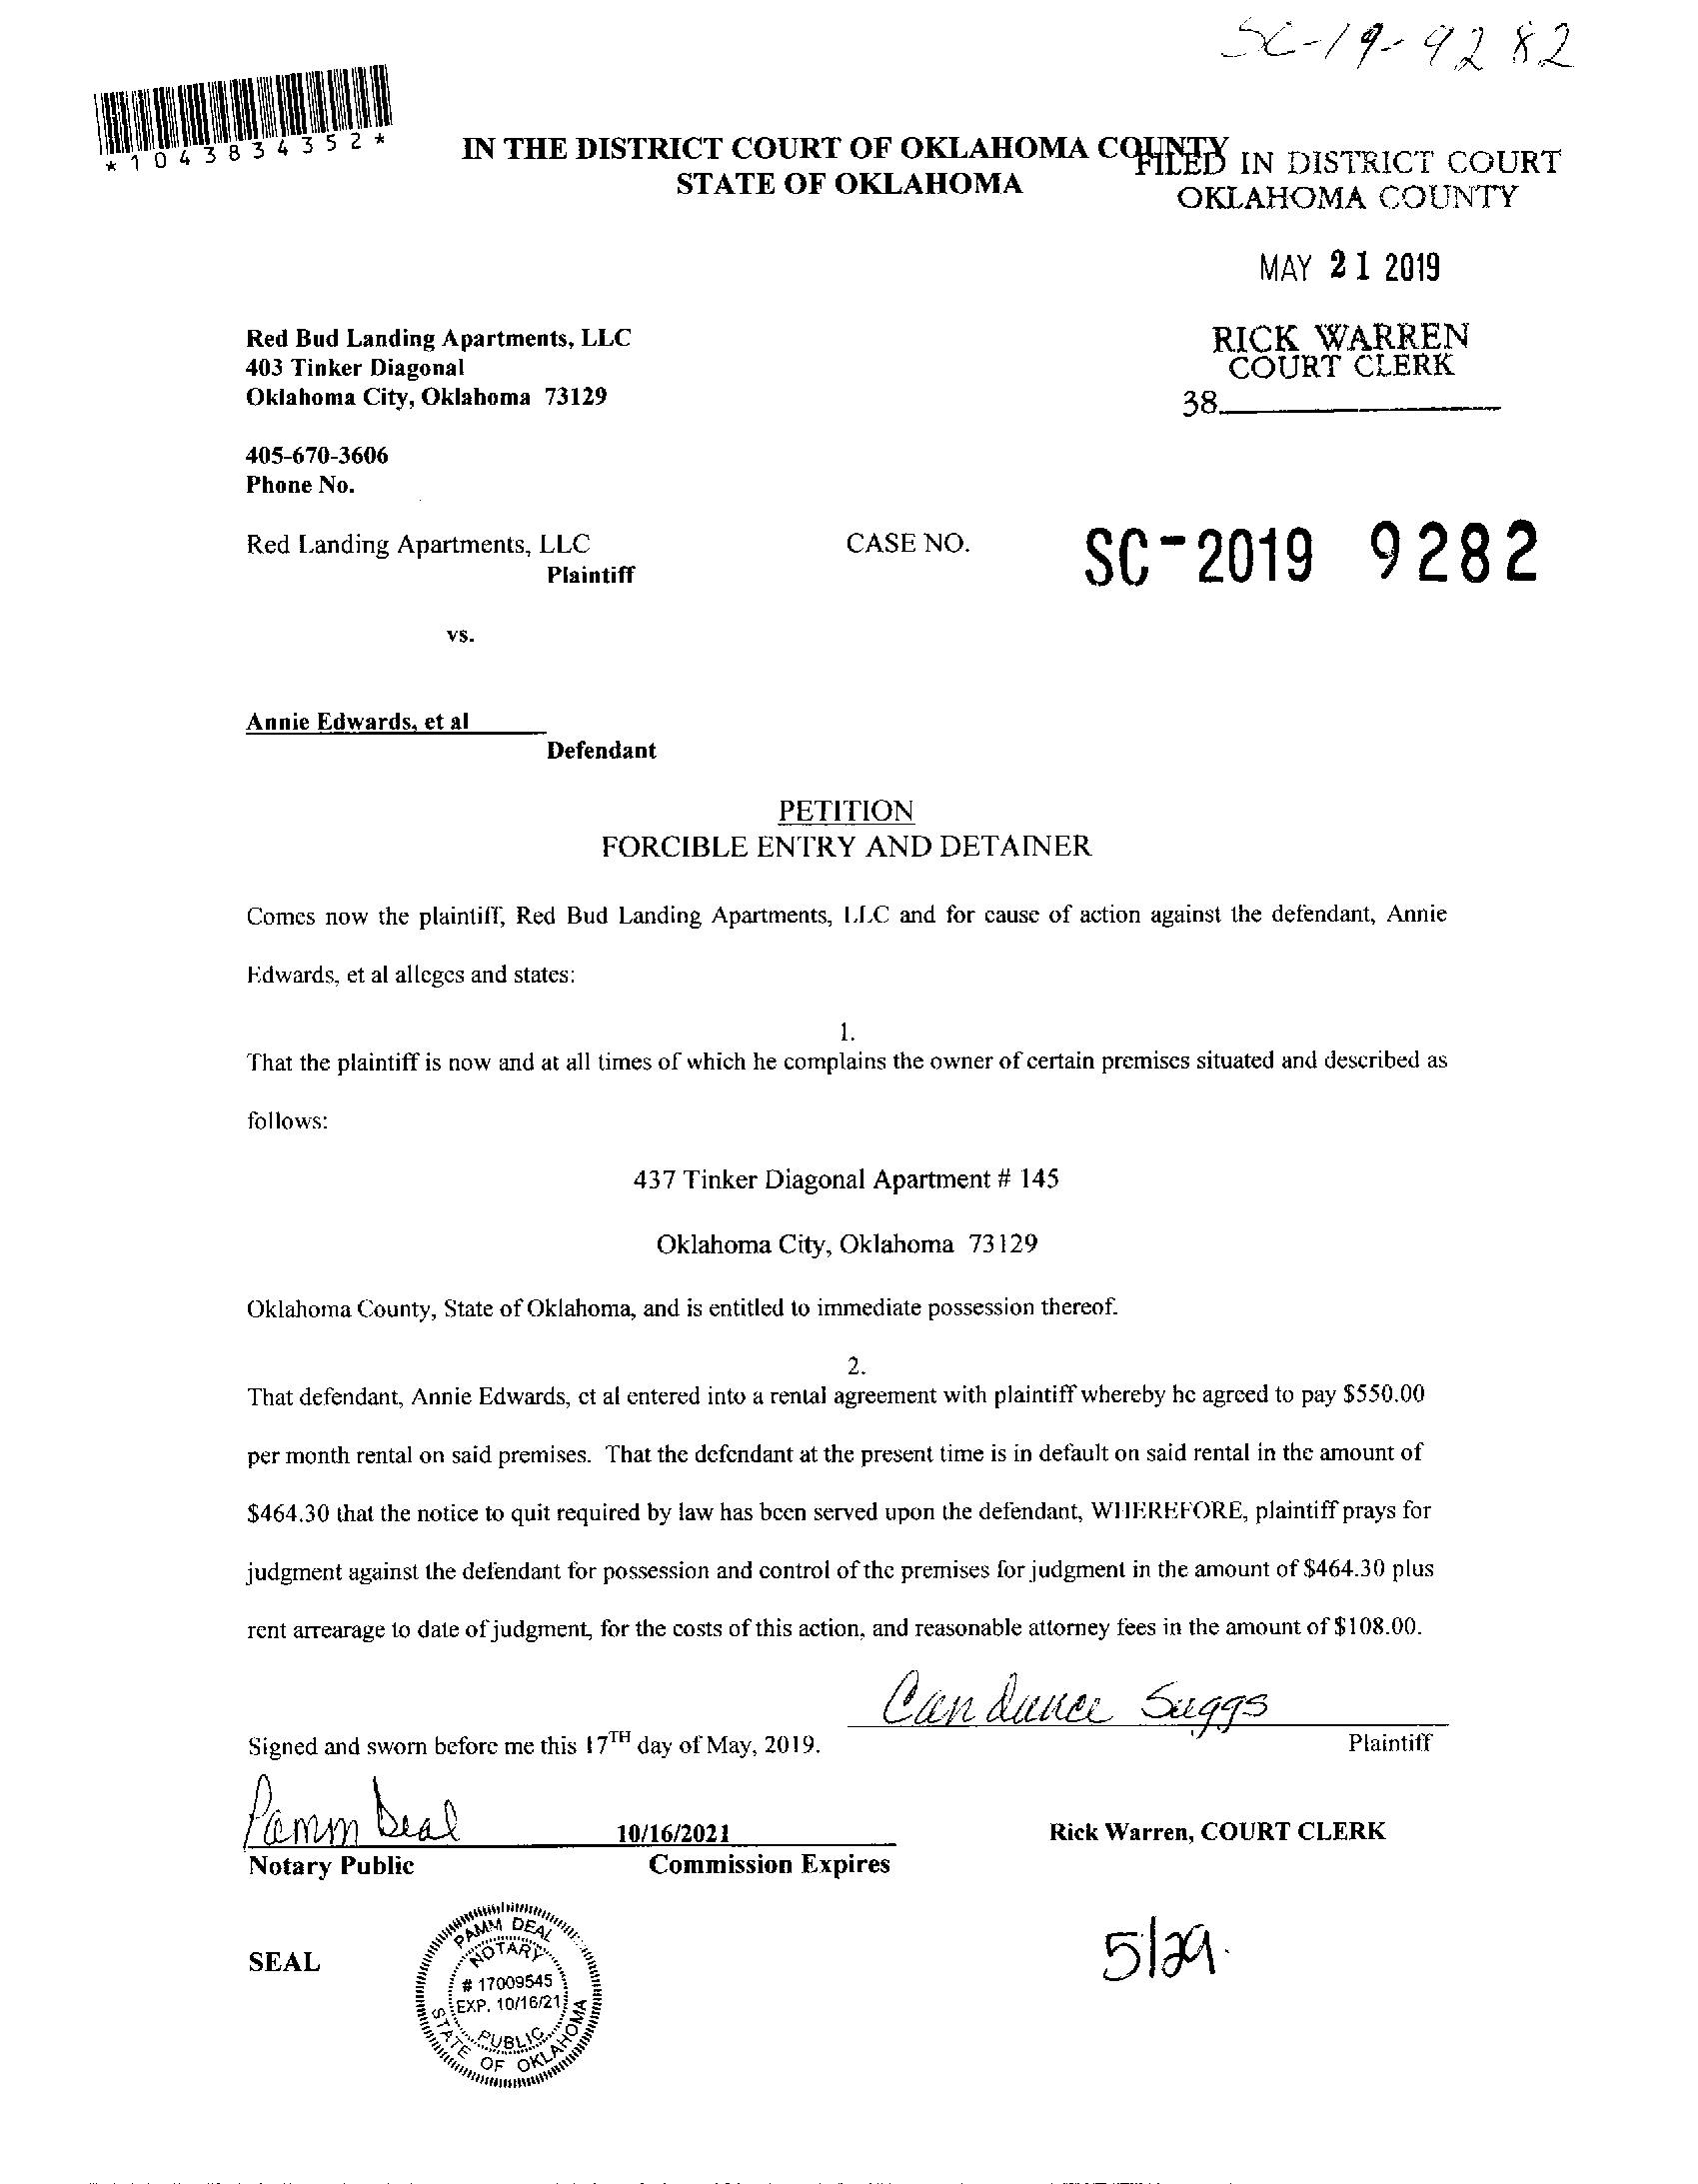 SC-19-9282
*1043834352*
IN THE DISTRICT COURT OF OKLAHOMA COUNTY
STATE OF OKLAHOMA
FILED IN DISTRICT COURT
OKLAHOMA COUNTY
MAY 21 2019
RICK WARREN
COURT CLERK
38
Red Bud Landing Apartments, LLC
403 Tinker Diagonal
Oklahoma City, Oklahoma 73129
405-670-3606
Phone No.
Red Landing Apartments, LLC
Plaintiff
CASE NO. SC-2019 9282
vs.
Annie Edwards, et al
Defendant
PETITION
FORCIBLE ENTRY AND DETAINER
Comes now the plaintiff, Red Bud Landing Apartments, LLC and for cause of action against the defendant, Annie
Edwards, et al alleges and states:
1.
That the plaintiff is now and at all times of which he complains the owner of certain premises situated and described as
follows:
437 Tinker Diagonal Apartment # 145
Oklahoma City, Oklahoma 73129
Oklahoma County, State of Oklahoma, and is entitled to immediate possession thereof.
2.
That defendant, Annie Edwards, et al entered into a rental agreement with plaintiff whereby he agreed to pay $550.00
per month rental on said premises. That the defendant at the present time is in default on said rental in the amount of
$464.30 that the notice to quit required by law has been served upon the defendant, WHEREFORE, plaintiff prays for
judgment against the defendant for possession and control of the premises for judgment in the amount of $464.30 plus
rent arrearage to date of judgment, for the costs of this action, and reasonable attorney fees in the amount of $108.00.
Candance Suggs
Signed and sworn before me this 17TH day of May, 2019.
Plaintiff
Pamm Deal
10/16/2021
Rick Warren, COURT CLERK
Notary Public
Commission Expires
SEAL
PAMM DEAL
NOTARY
# 17009545
EXP. 10/16/21
PUBLIC
STATE OF OKLAHOMA
5/29.